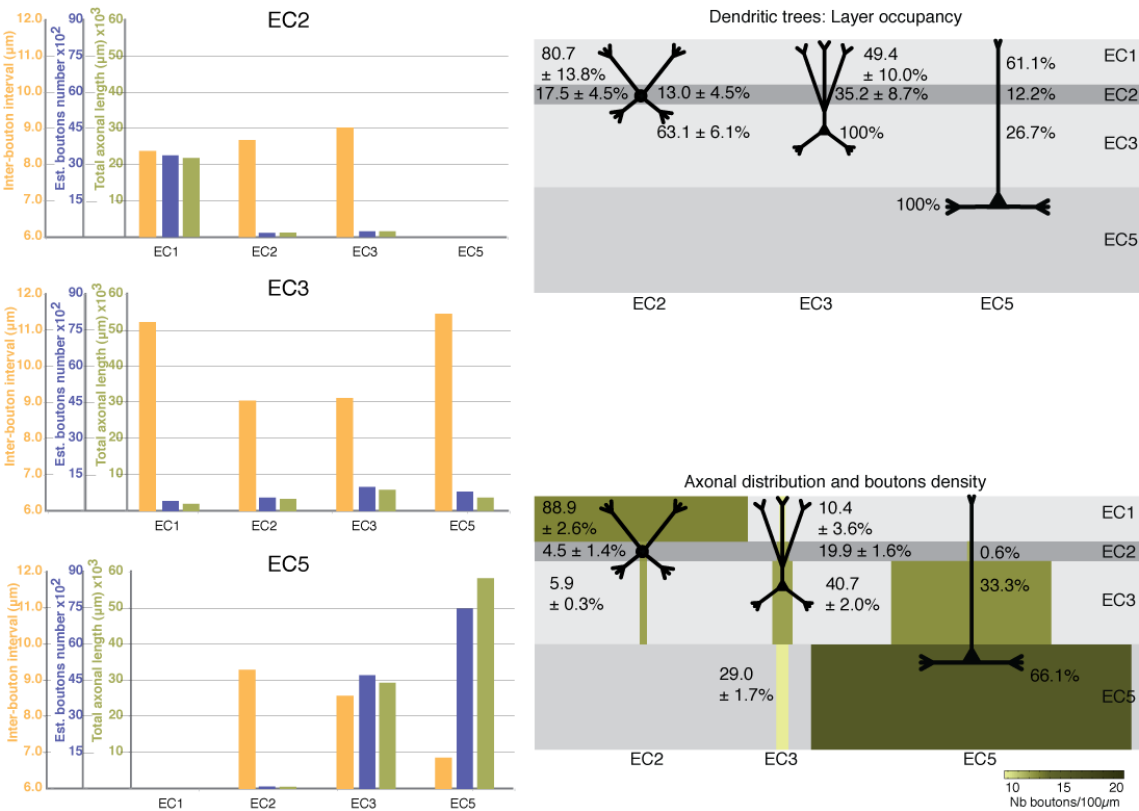 EC2
Inter-bouton interval (µm)
Est. boutons number x10²
Total axonal length (µm) x10³
12.0 90 60
11.0 75 50
10.0 60 40
9.0 45 30
8.0 30 20
7.0 15 10
6.0
EC1 EC2 EC3 EC5
EC3
Inter-bouton interval (µm)
Est. boutons number x10²
Total axonal length (µm) x10³
12.0 90 60
11.0 75 50
10.0 60 40
9.0 45 30
8.0 30 20
7.0 15 10
6.0
EC1 EC2 EC3 EC5
EC5
Inter-bouton interval (µm)
Est. boutons number x10²
Total axonal length (µm) x10³
12.0 90 60
11.0 75 50
10.0 60 40
9.0 45 30
8.0 30 20
7.0 15 10
6.0
EC1 EC2 EC3 EC5
Dendritic trees: Layer occupancy
80.7
± 13.8%
49.4
± 10.0%
61.1%
EC1
17.5 ± 4.5% 13.0 ± 4.5% 35.2 ± 8.7% 12.2% EC2
63.1 ± 6.1% 100% 26.7% EC3
100%
EC5
EC2 EC3 EC5
Axonal distribution and boutons density
88.9
± 2.6%
10.4
± 3.6%
EC1
4.5 ± 1.4% 19.9 ± 1.6% 0.6% EC2
5.9
± 0.3%
40.7
± 2.0%
33.3%
EC3
29.0
± 1.7%
66.1%
EC5
EC2 EC3 EC5
10 15 20
Nb boutons/100µm